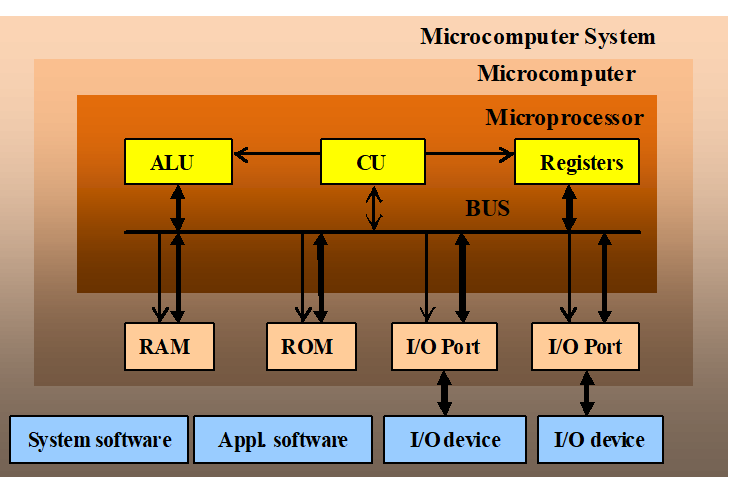 Microcomputer System
Microcomputer
Microprocessor
ALU
CU
Registers
BUS
RAM
ROM
I/O Port
I/O Port
System software
Appl. software
I/O device
I/O device